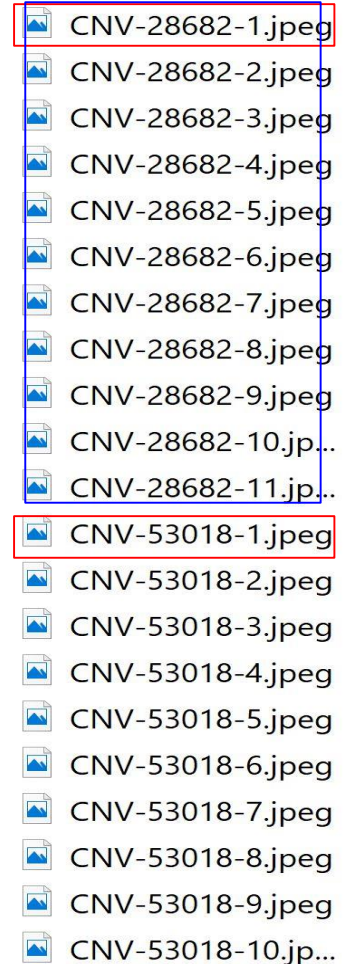 CNV-28682-1.jpeg
CNV-28682-2.jpeg
CNV-28682-3.jpeg
CNV-28682-4.jpeg
CNV-28682-5.jpeg
CNV-28682-6.jpeg
CNV-28682-7.jpeg
CNV-28682-8.jpeg
CNV-28682-9.jpeg
CNV-28682-10.jp...
CNV-28682-11.jp...
CNV-53018-1.jpeg
CNV-53018-2.jpeg
CNV-53018-3.jpeg
CNV-53018-4.jpeg
CNV-53018-5.jpeg
CNV-53018-6.jpeg
CNV-53018-7.jpeg
CNV-53018-8.jpeg
CNV-53018-9.jpeg
CNV-53018-10.jp...